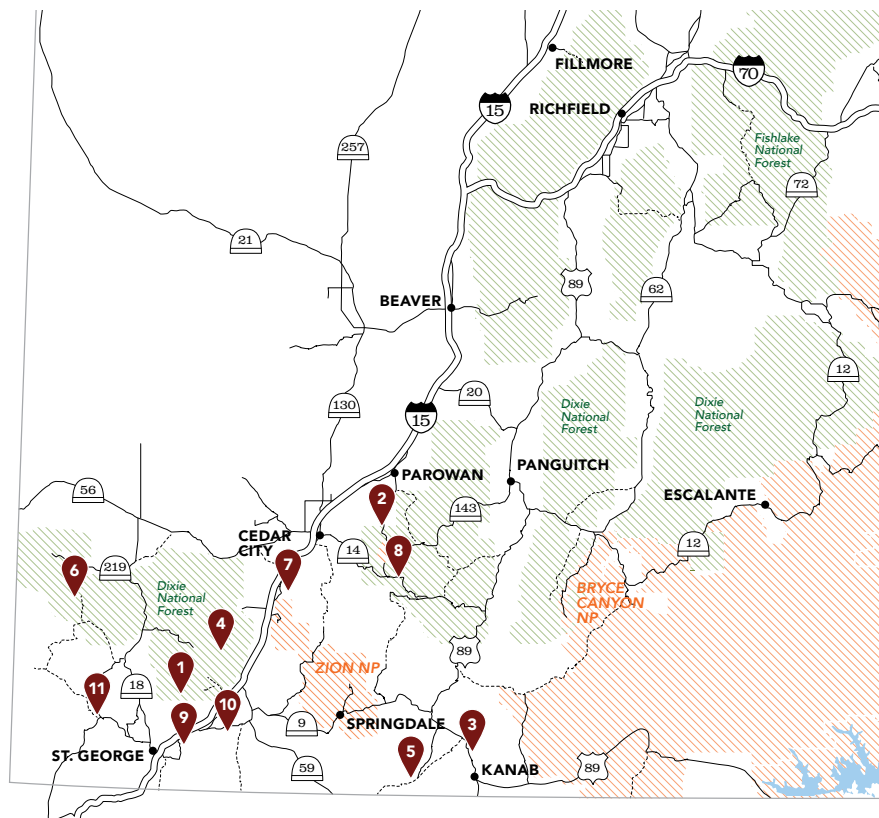 FILLMORE
70
15
RICHFIELD
257
Fishlake
National
Forest
72
21
89
62
BEAVER
12
130
20
15
Dixie
National
Forest
Dixie
National
Forest
PAROWAN
PANGUITCH
56
2
143
ESCALANTE
CEDAR
CITY
14
12
8
7
219
6
Dixie
National
Forest
BRYCE
CANYON
NP
4
89
ZION NP
1
11
18
10
9
SPRINGDALE
3
9
ST. GEORGE
5
59
KANAB
89